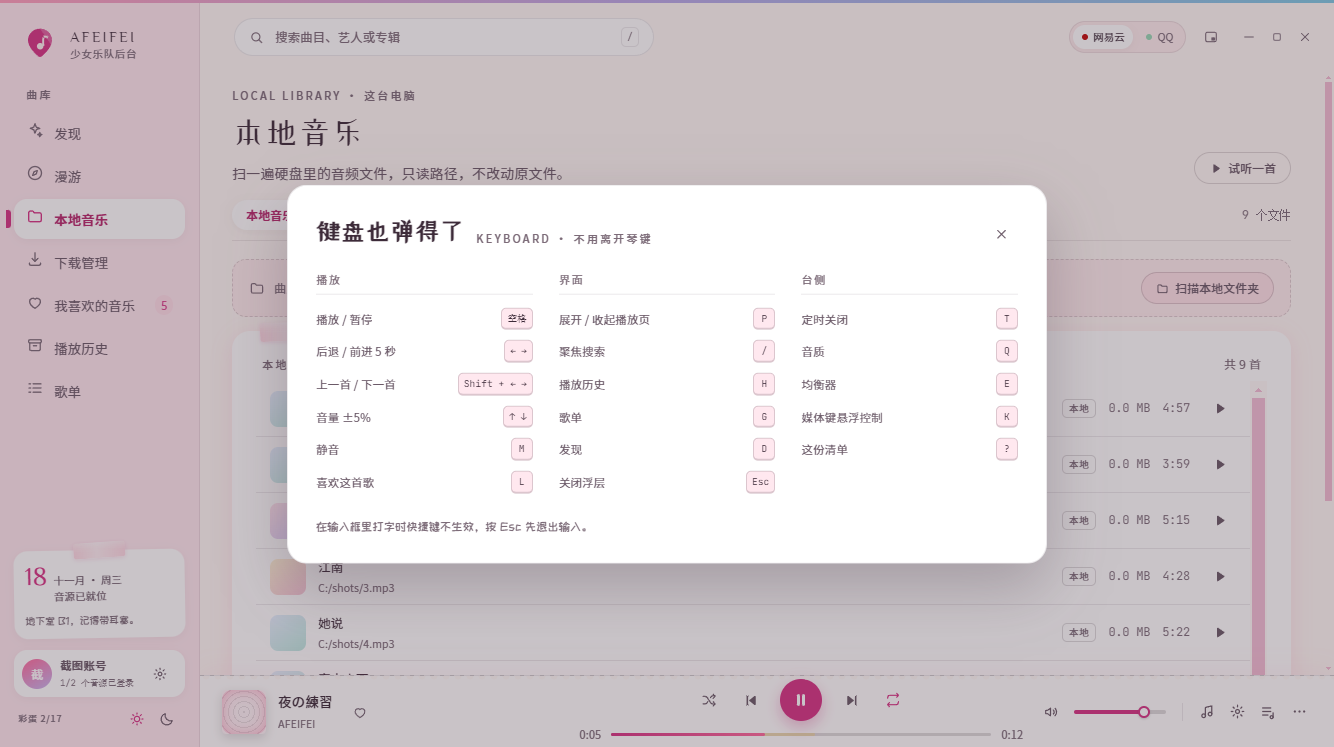 AFEIFEI
少女乐队后台
搜索曲目、艺人或专辑
/
网易云
QQ
曲库
发现
漫游
本地音乐
下载管理
我喜欢的音乐
5
播放历史
歌单
LOCAL LIBRARY • 这台电脑
本地音乐
扫一遍硬盘里的音频文件，只读路径，不改动原文件。
试听一首
本地音乐
9 个文件
扫描本地文件夹
共 9 首
键盘也弹得了
KEYBOARD • 不用离开琴键
播放
播放 / 暂停 空格
后退 / 前进 5 秒 ← →
上一首 / 下一首 Shift + ← →
音量 ±5% ↑ ↓
静音 M
喜欢这首歌 L
界面
展开 / 收起播放页 P
聚焦搜索 /
播放历史 H
歌单 G
发现 D
关闭浮层 Esc
台侧
定时关闭 T
音质 Q
均衡器 E
媒体键悬浮控制 K
这份清单 ?
在输入框里打字时快捷键不生效，按 Esc 先退出输入。
本地 0.0 MB 4:57
本地 0.0 MB 3:59
本地 0.0 MB 5:15
江南
C:/shots/3.mp3
本地 0.0 MB 4:28
她说
C:/shots/4.mp3
本地 0.0 MB 5:22
18 十一月 • 周三
音源已就位
地下室 B1，记得带耳塞。
截
截图账号
1/2 个音源已登录
彩蛋 2/17
夜の練習
AFEIFEI
0:05
0:12